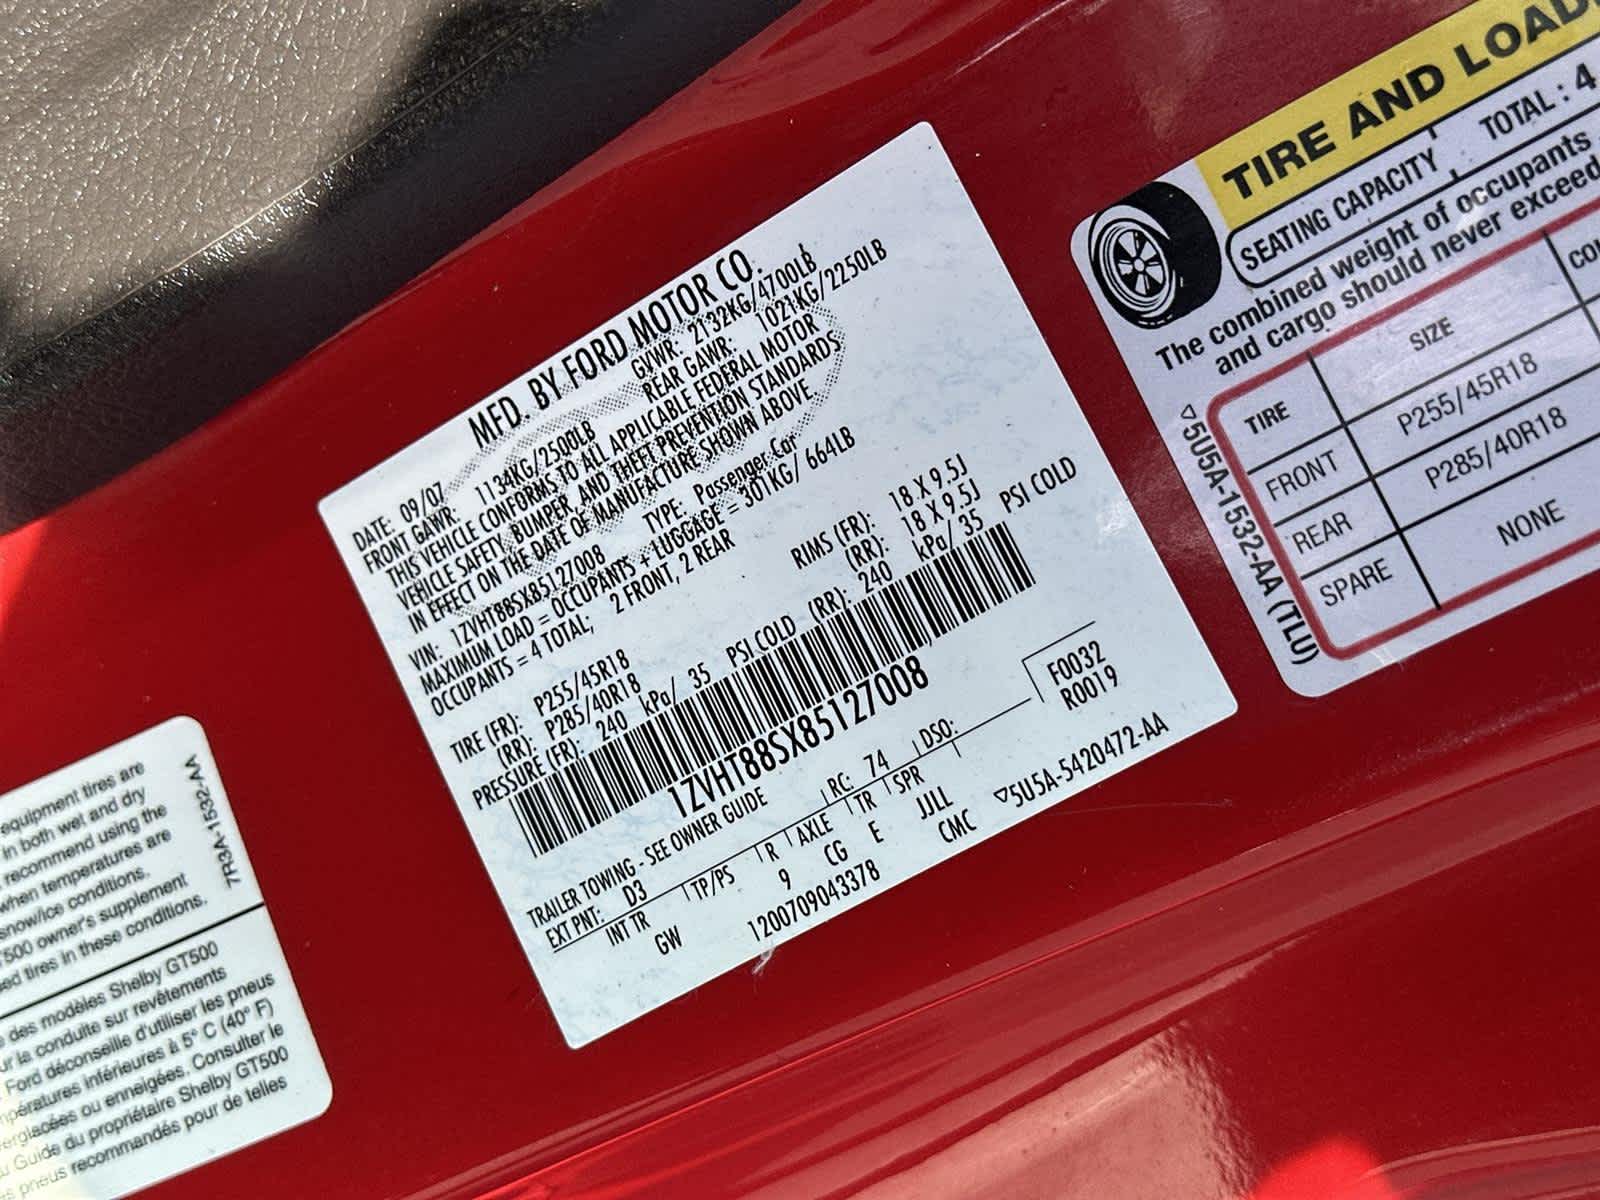 MFD. BY FORD MOTOR CO.
DATE: 09/07 GVWR: 2132KG/4700LB
FRONT GAWR: 1134KG/2500LB REAR GAWR: 1021KG/2250LB
THIS VEHICLE CONFORMS TO ALL APPLICABLE FEDERAL MOTOR
VEHICLE SAFETY, BUMPER, AND THEFT PREVENTION STANDARDS
IN EFFECT ON THE DATE OF MANUFACTURE SHOWN ABOVE.
VIN: 1ZVHT88SX85127008 TYPE: Passenger Car
MAXIMUM LOAD = OCCUPANTS + LUGGAGE = 301KG/ 664LB
OCCUPANTS = 4 TOTAL; 2 FRONT, 2 REAR
TIRE (FR): P255/45R18 RIMS (FR): 18 X 9.5J
(RR): P285/40R18 (RR): 18 X 9.5J
PRESSURE (FR): 240 kPa/ 35 PSI COLD (RR): 240 kPa/ 35 PSI COLD
1ZVHT88SX85127008
TRAILER TOWING - SEE OWNER GUIDE F0032
EXT PNT: D3 RC: 74 DSO: R0019
INT TR TP/PS R AXLE TR SPR
GW 9 CG E JJLL
1200709043378 CMC ▽5U5A-5420472-AA
TIRE AND LOAD
SEATING CAPACITY TOTAL : 4
The combined weight of occupants
and cargo should never exceed
TIRE SIZE
FRONT P255/45R18
REAR P285/40R18
SPARE NONE
▽5U5A-1532-AA (TLU)
equipment tires are
in both wet and dry
recommend using the
when temperatures are
snow/ice conditions.
T500 owner's supplement
ed tires in these conditions.
7R3A-1532-AA
des modèles Shelby GT500
ur la conduite sur revêtements
Ford déconseille d'utiliser les pneus
mpératures inférieures à 5° C (40° F)
verglacées ou enneigées. Consulter le
u Guide du propriétaire Shelby GT500
s pneus recommandés pour de telles